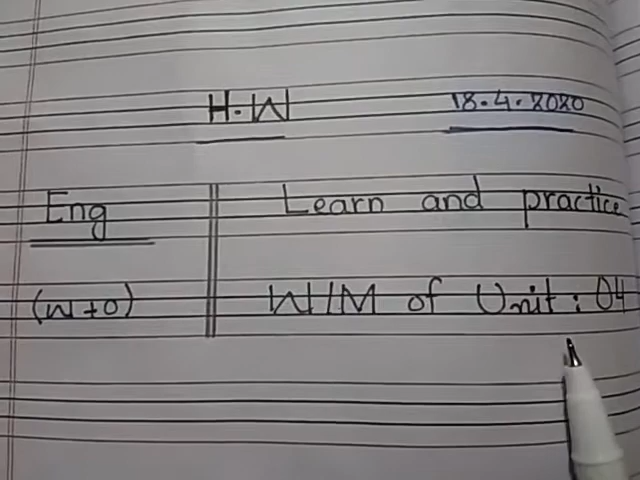 H.W 18.4.2020
Eng Learn and practice
(W+O) W/M of Unit : 04